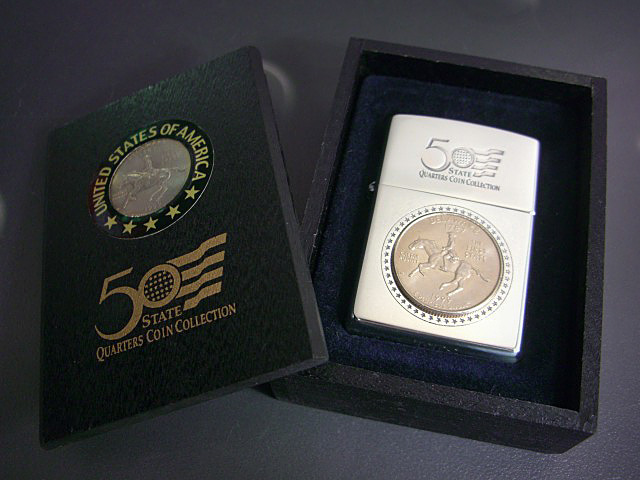 UNITED STATES OF AMERICA
50
STATE
QUARTERS COIN COLLECTION
50
STATE
QUARTERS COIN COLLECTION